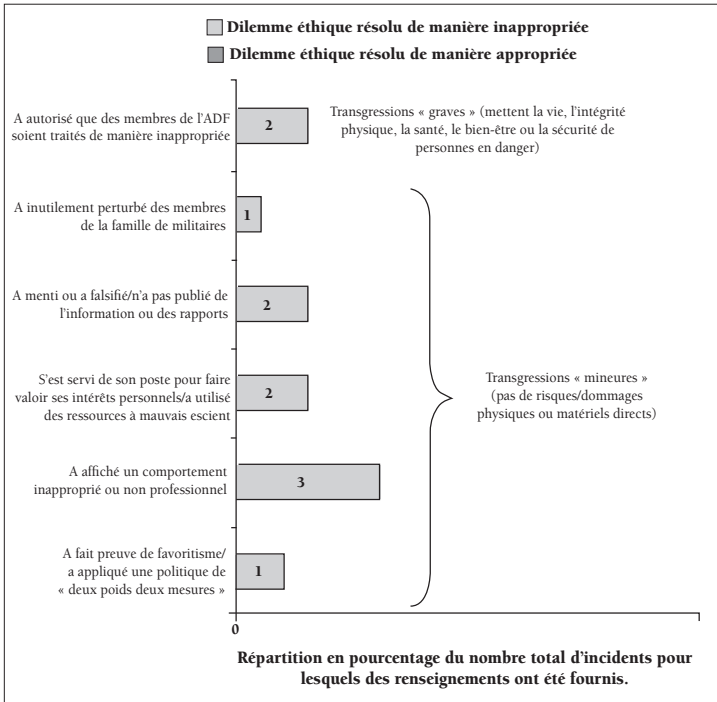 Dilemme éthique résolu de manière inappropriée
Dilemme éthique résolu de manière appropriée
A autorisé que des membres de l'ADF
soient traités de manière inappropriée
2
Transgressions « graves » (mettent la vie, l'intégrité
physique, la santé, le bien-être ou la sécurité de
personnes en danger)
A inutilement perturbé des membres
de la famille de militaires
1
A menti ou a falsifié/n'a pas publié de
l'information ou des rapports
2
S'est servi de son poste pour faire
valoir ses intérêts personnels/a utilisé
des ressources à mauvais escient
2
Transgressions « mineures »
(pas de risques/dommages
physiques ou matériels directs)
A affiché un comportement
inapproprié ou non professionnel
3
A fait preuve de favoritisme/
a appliqué une politique de
« deux poids deux mesures »
1
0
Répartition en pourcentage du nombre total d'incidents pour
lesquels des renseignements ont été fournis.